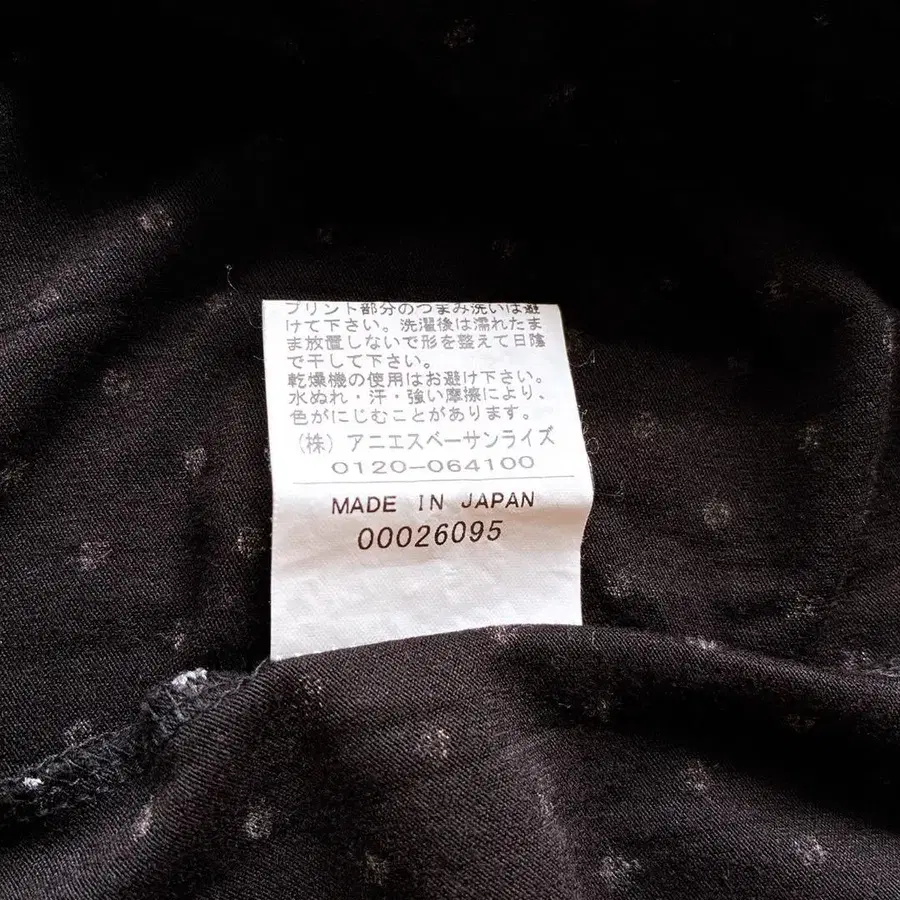 プリント部分のつまみ洗いは避
けて下さい。洗濯後は濡れたま
ま放置しないで形を整えて日陰
で干して下さい。
乾燥機の使用はお避け下さい。
水ぬれ・汗・強い摩擦により、
色がにじむことがあります。
(株) アニエスベーサンライズ
0120-064100
MADE IN JAPAN
00026095